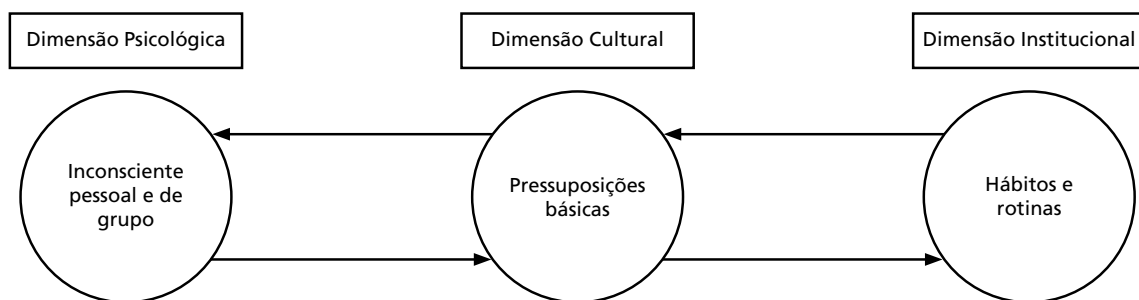 Dimensão Psicológica
Dimensão Cultural
Dimensão Institucional
Inconsciente
pessoal e de
grupo
Pressuposições
básicas
Hábitos e
rotinas